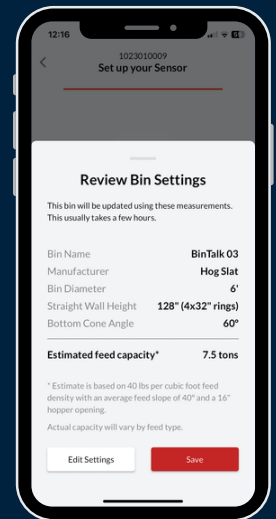 12:16
1023010009
Set up your Sensor
Review Bin Settings
This bin will be updated using these measurements.
This usually takes a few hours.
Bin Name BinTalk 03
Manufacturer Hog Slat
Bin Diameter 6'
Straight Wall Height 128" (4x32" rings)
Bottom Cone Angle 60°
Estimated feed capacity* 7.5 tons
* Estimate is based on 40 lbs per cubic foot feed
density with an average feed slope of 40° and a 16"
hopper opening.
Actual capacity will vary by feed type.
Edit Settings Save